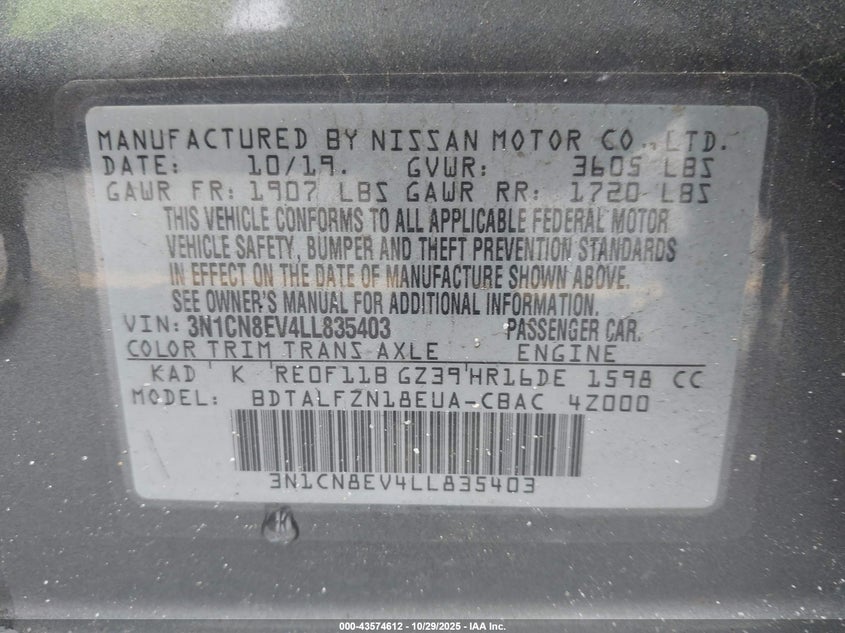 MANUFACTURED BY NISSAN MOTOR CO., LTD.
DATE: 10/19. GVWR: 3605 LBS
GAWR FR: 1907 LBS GAWR RR: 1720 LBS
THIS VEHICLE CONFORMS TO ALL APPLICABLE FEDERAL MOTOR
VEHICLE SAFETY, BUMPER AND THEFT PREVENTION STANDARDS
IN EFFECT ON THE DATE OF MANUFACTURE SHOWN ABOVE.
SEE OWNER'S MANUAL FOR ADDITIONAL INFORMATION.
VIN: 3N1CN8EV4LL835403 PASSENGER CAR.
COLOR TRIM TRANS AXLE ENGINE
KAD K RE0F11B GZ39 HR16DE 1598 CC
MODEL: BDTALFZN18EUA-CBAC 4Z000
3N1CN8EV4LL835403
000-43574612 - 10/29/2025 - IAA Inc.